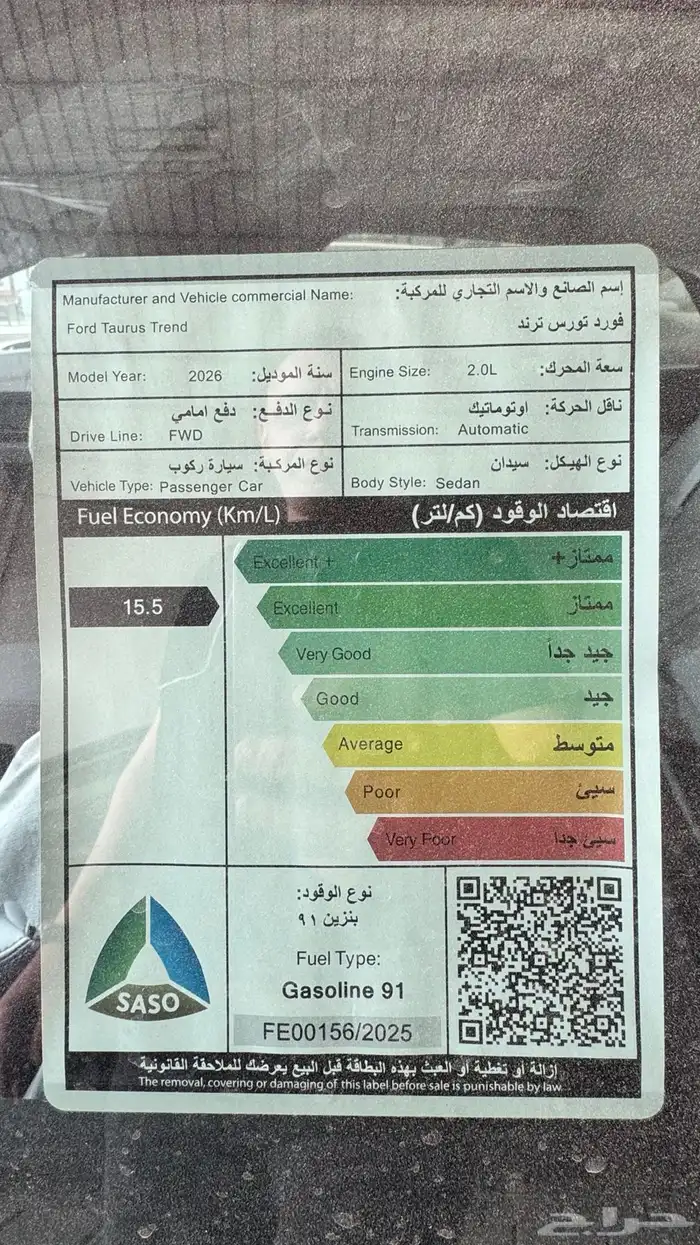 Manufacturer and Vehicle commercial Name: إسم الصانع والاسم التجاري للمركبة:
Ford Taurus Trend فورد تورس ترند
Model Year: 2026 سنة الموديل:
Engine Size: 2.0L سعة المحرك:
نوع الدفع: دفع امامي
Drive Line: FWD
ناقل الحركة: اوتوماتيك
Transmission: Automatic
نوع المركبة: سيارة ركوب
Vehicle Type: Passenger Car
نوع الهيكل: سيدان
Body Style: Sedan
Fuel Economy (Km/L) اقتصاد الوقود (كم/لتر)
Excellent + ممتاز+
15.5
Excellent ممتاز
Very Good جيد جداً
Good جيد
Average متوسط
Poor سيئ
Very Poor سيئ جدا
SASO
نوع الوقود:
بنزين ٩١
Fuel Type:
Gasoline 91
FE00156/2025
إزالة أو تغطية أو العبث بهذه البطاقة قبل البيع يعرضك للملاحقة القانونية
The removal, covering or damaging of this label before sale is punishable by law
حراج